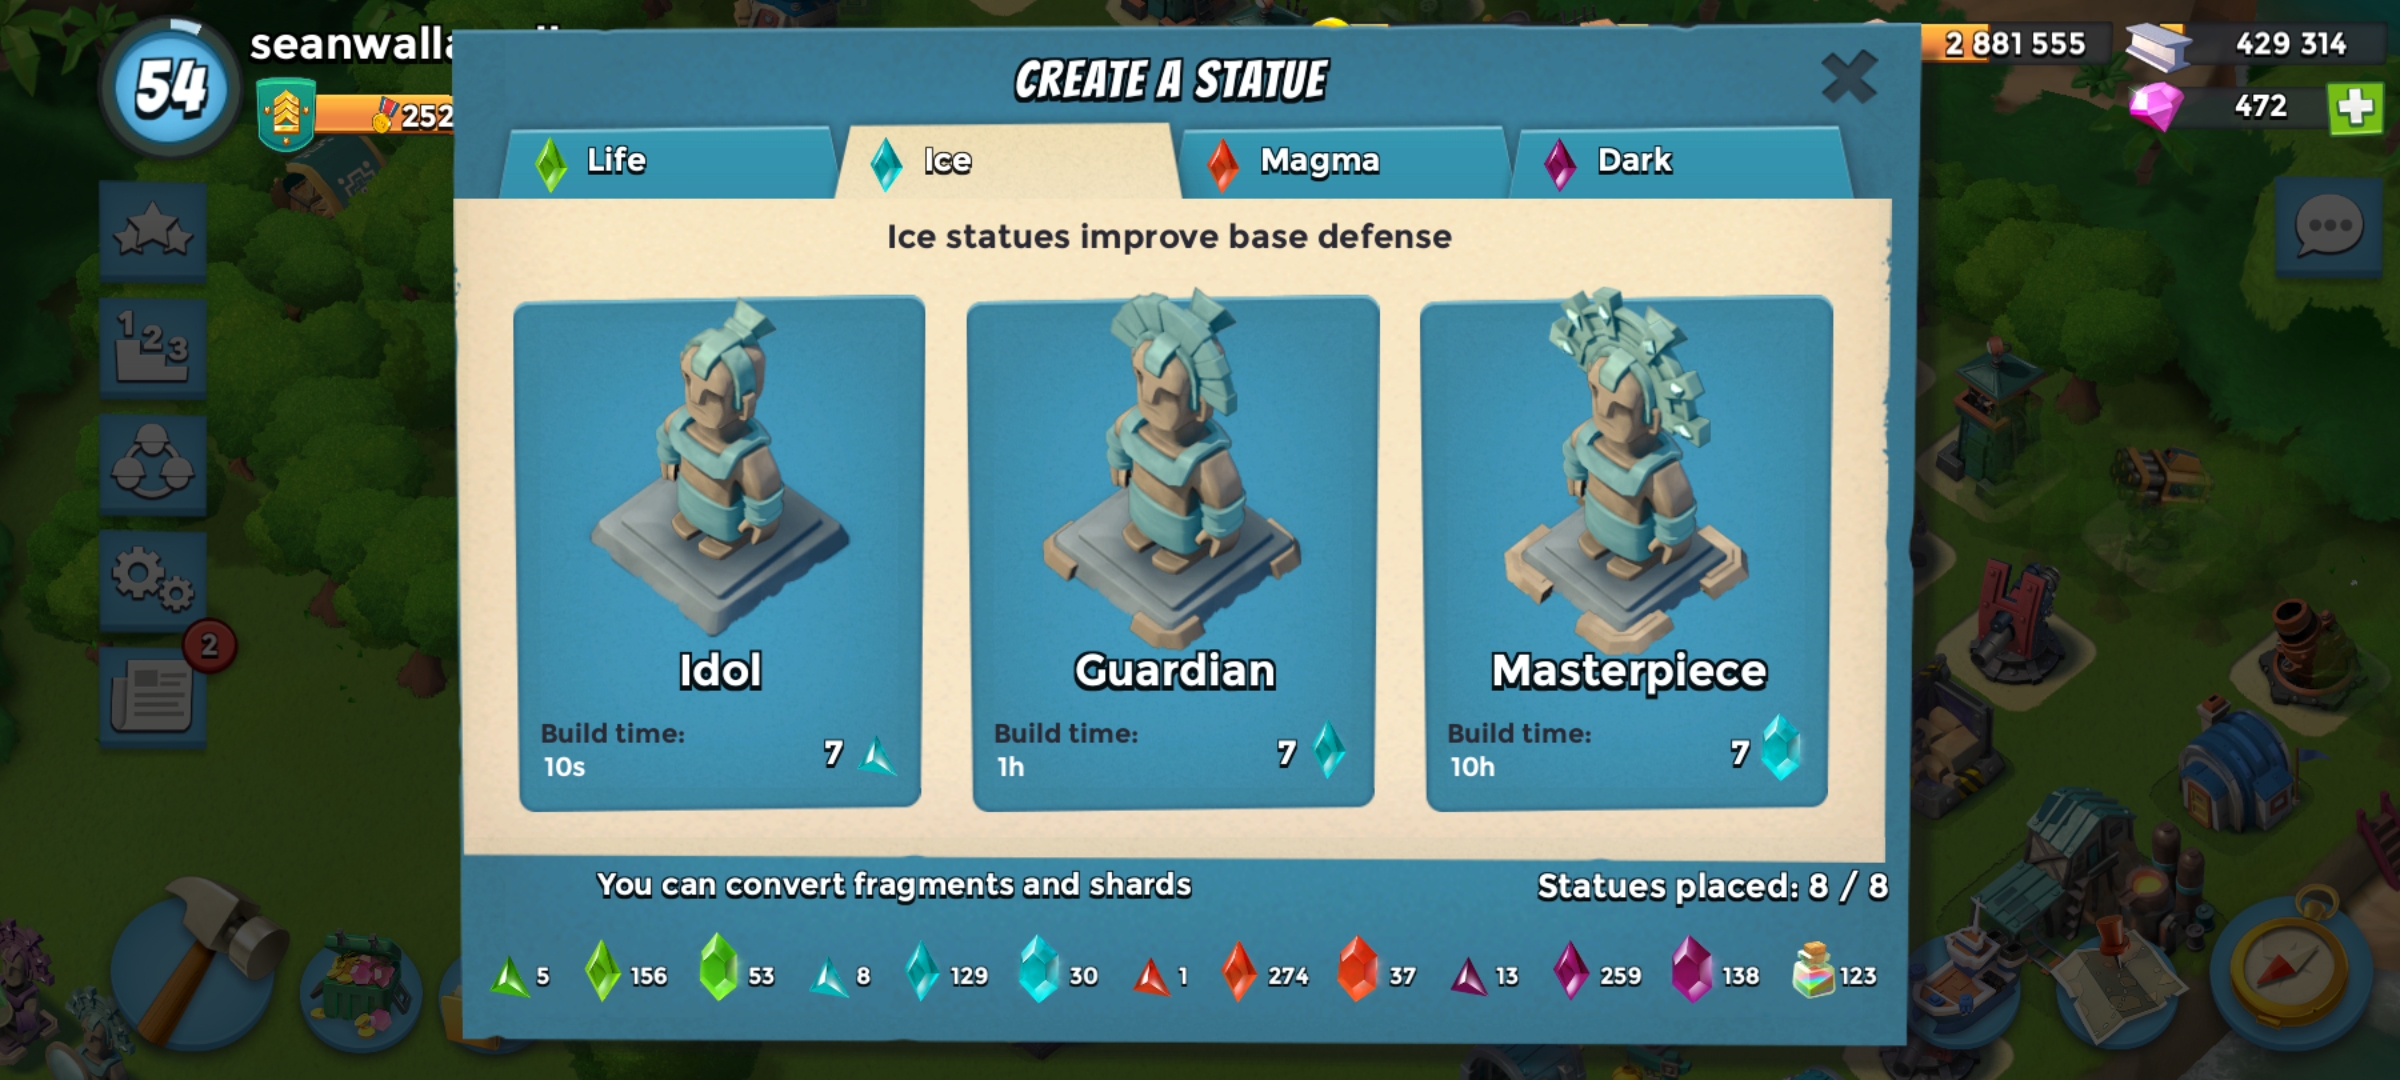 54
252
CREATE A STATUE
2 881 555
429 314
472
Life
Ice
Magma
Dark
Ice statues improve base defense
1 2 3
2
Idol
Build time:
10s
7
Guardian
Build time:
1h
7
Masterpiece
Build time:
10h
7
You can convert fragments and shards
Statues placed: 8 / 8
5
156
53
8
129
30
1
274
37
13
259
138
123